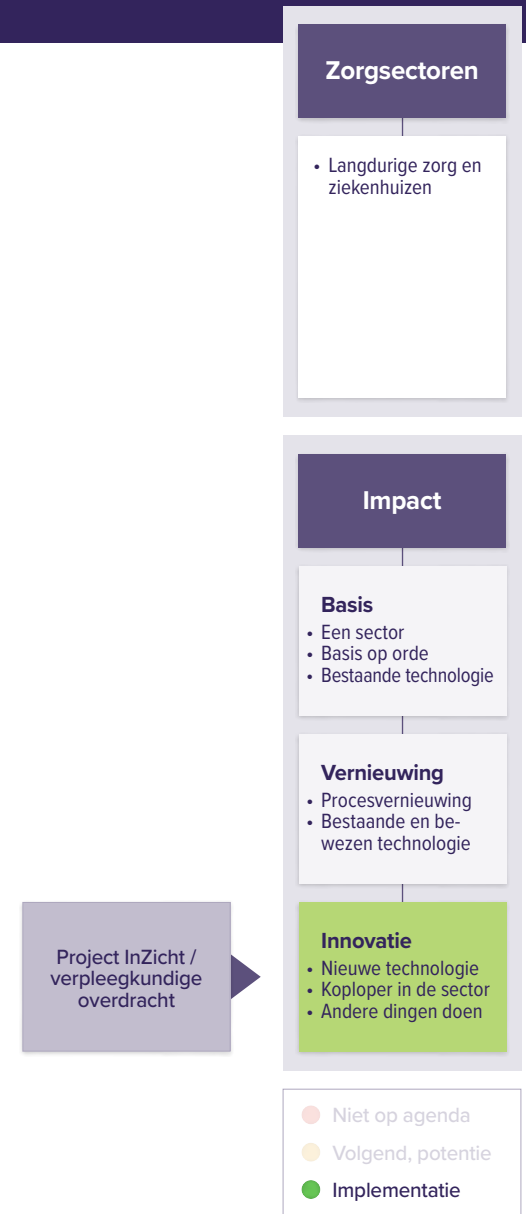 Zorgsectoren
• Langdurige zorg en
ziekenhuizen
Impact
Basis
• Een sector
• Basis op orde
• Bestaande technologie
Vernieuwing
• Procesvernieuwing
• Bestaande en be-
wezen technologie
Project InZicht /
verpleegkundige
overdracht
Innovatie
• Nieuwe technologie
• Koploper in de sector
• Andere dingen doen
Niet op agenda
Volgend, potentie
Implementatie